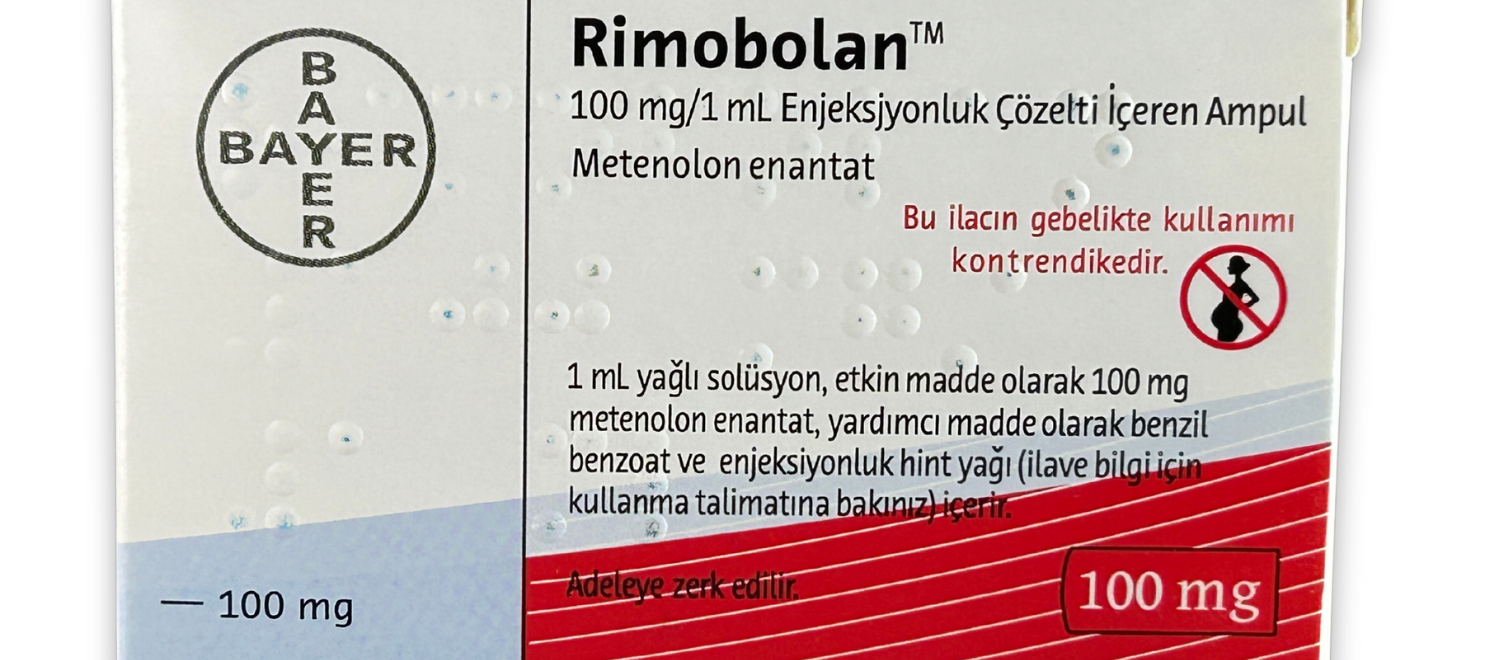 BAYER
BAYER
— 100 mg
Rimobolan™
100 mg/1 mL Enjeksjyonluk Çözelti İçeren Ampul
Metenolon enantat
Bu ilacın gebelikte kullanımı
kontrendikedir.
1 mL yağlı solüsyon, etkin madde olarak 100 mg
metenolon enantat, yardımcı madde olarak benzil
benzoat ve enjeksiyonluk hint yağı (ilave bilgi için
kullanma talimatına bakınız) içerir.
Adeleye zerk edilir.
100 mg